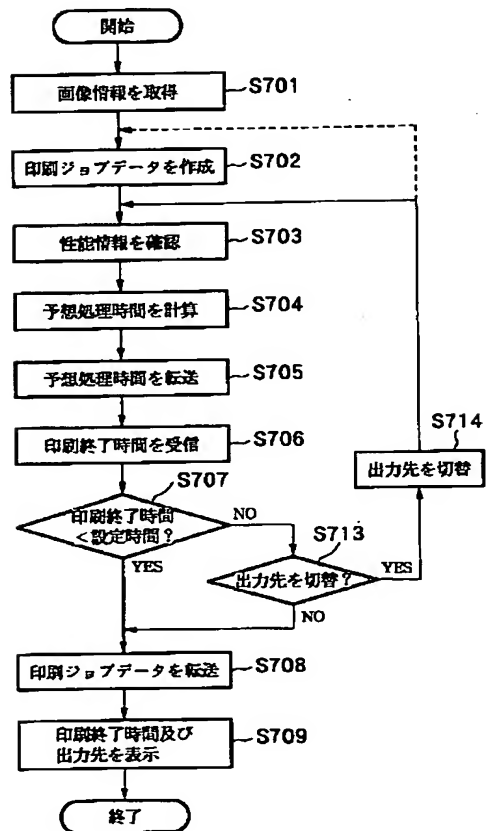 開始
画像情報を取得
S701
印刷ジョブデータを作成
S702
性能情報を確認
S703
予想処理時間を計算
S704
予想処理時間を転送
S705
印刷終了時間を受信
S706
S714
出力先を切替
S707
印刷終了時間
<設定時間?
NO
YES
S713
出力先を切替?
YES
NO
印刷ジョブデータを転送
S708
印刷終了時間及び
出力先を表示
S709
終了